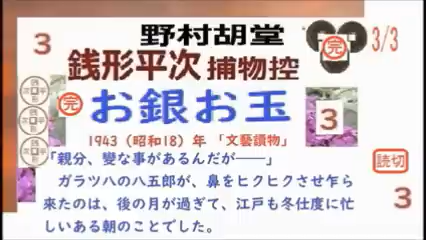 野村胡堂
完
3/3
3
銭形平次 捕物控
完
お銀お玉
3
1943 (昭和18) 年 「文藝讀物」
「親分、變な事があるんだが――」
読切
ガラツハの八五郎が、鼻をヒクヒクさせ乍ら
来たのは、後の月が過ぎて、江戸も冬仕度に忙
しいある朝のことでした。
3